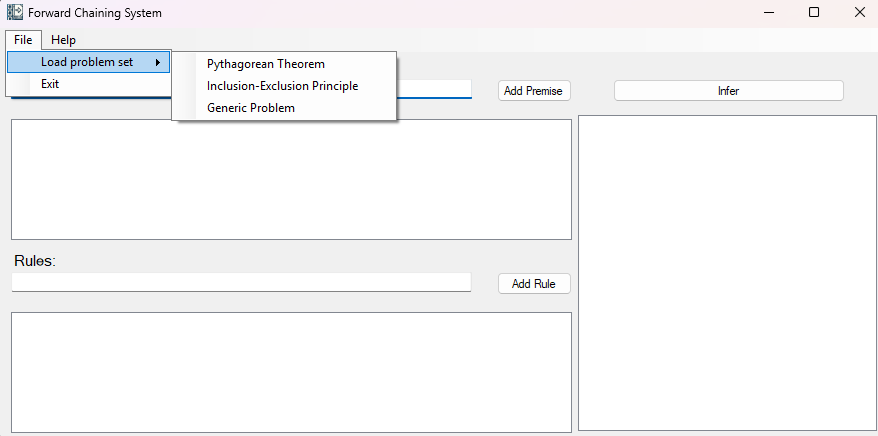 Forward Chaining System
File Help
Load problem set
Exit
Pythagorean Theorem
Inclusion-Exclusion Principle
Generic Problem
Add Premise
Infer
Rules:
Add Rule